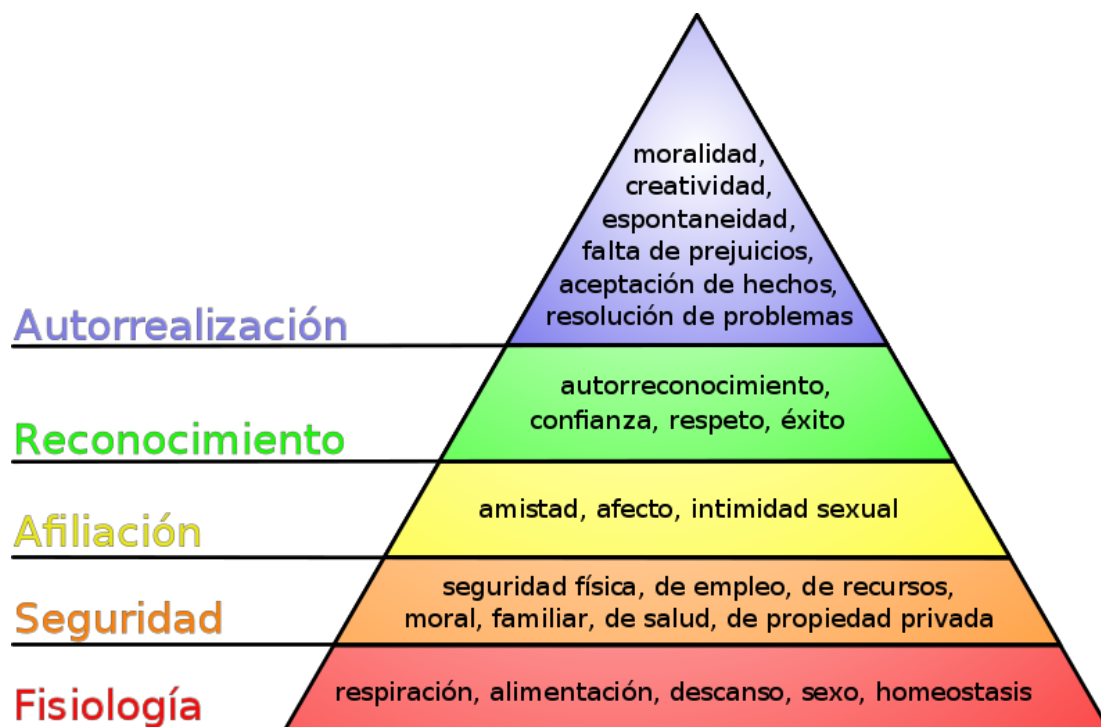 moralidad,
creatividad,
espontaneidad,
falta de prejuicios,
aceptación de hechos,
resolución de problemas
Autorrealización
autorreconocimiento,
confianza, respeto, éxito
Reconocimiento
amistad, afecto, intimidad sexual
Afiliación
seguridad física, de empleo, de recursos,
moral, familiar, de salud, de propiedad privada
Seguridad
respiración, alimentación, descanso, sexo, homeostasis
Fisiología